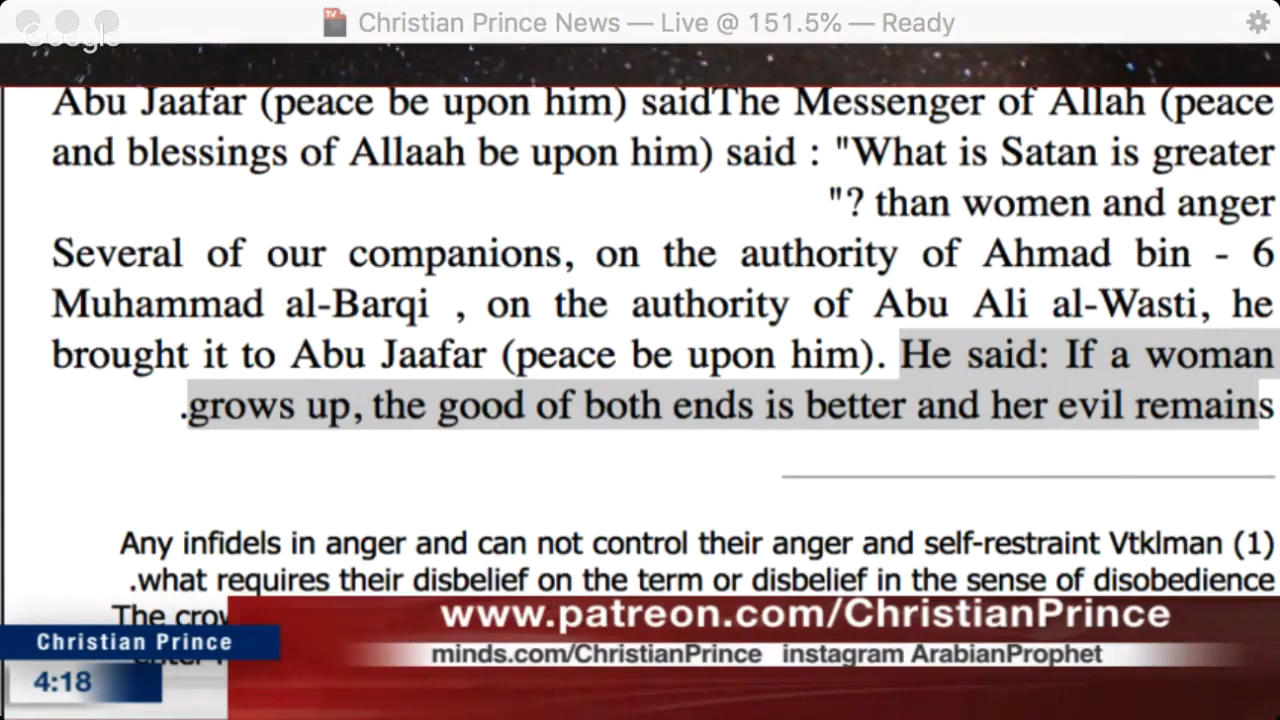 Christian Prince News — Live @ 151.5% — Ready
Google
Abu Jaafar (peace be upon him) saidThe Messenger of Allah (peace
and blessings of Allaah be upon him) said : "What is Satan is greater
"? than women and anger
Several of our companions, on the authority of Ahmad bin - 6
Muhammad al-Barqi , on the authority of Abu Ali al-Wasti, he
brought it to Abu Jaafar (peace be upon him). He said: If a woman
.grows up, the good of both ends is better and her evil remains
Any infidels in anger and can not control their anger and self-restraint Vtklman (1)
.what requires their disbelief on the term or disbelief in the sense of disobedience
The
www.patreon.com/ChristianPrince
Christian Prince
minds.com/ChristianPrince instagram ArabianProphet
4:18